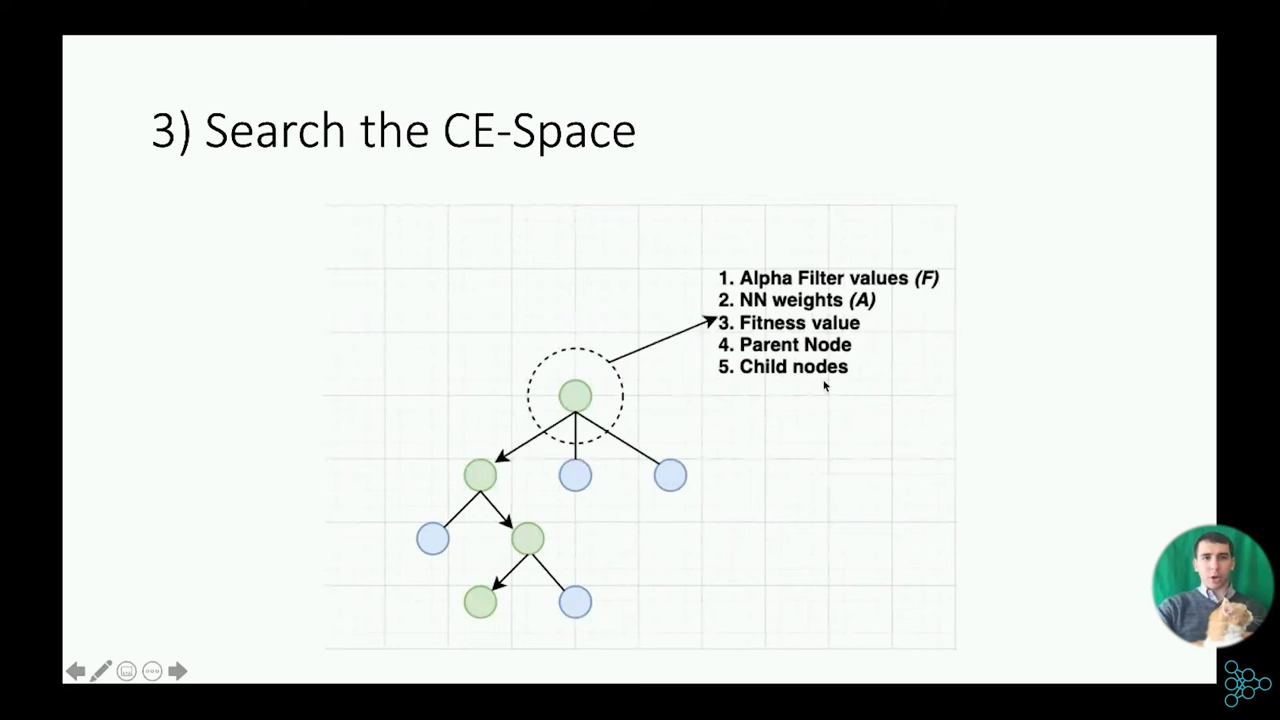 3) Search the CE-Space
1. Alpha Filter values (F)
2. NN weights (A)
3. Fitness value
4. Parent Node
5. Child nodes